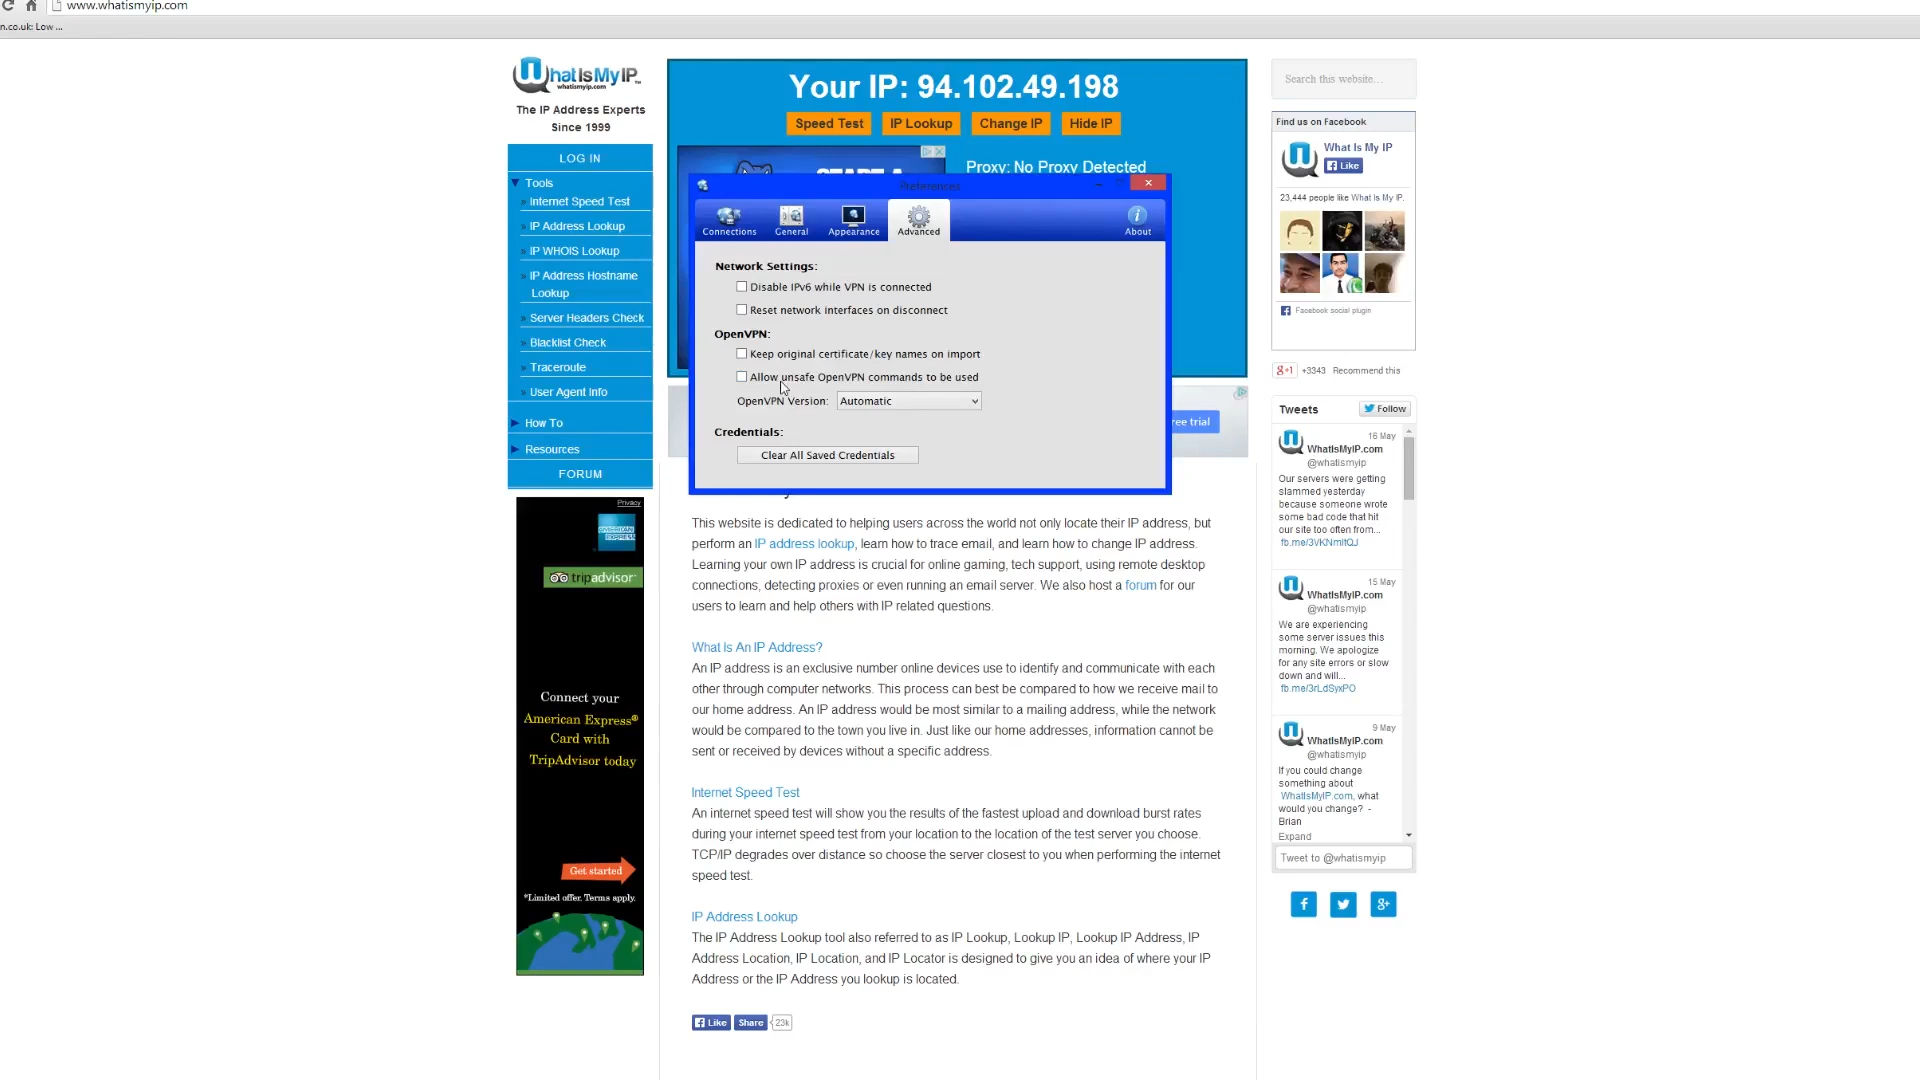 www.whatismyip.com
n.co.uk: Low ...
WhatIsMyIP
whatismyip.com
The IP Address Experts
Since 1999
LOG IN
Tools
» Internet Speed Test
» IP Address Lookup
» IP WHOIS Lookup
» IP Address Hostname
Lookup
» Server Headers Check
» Blacklist Check
» Traceroute
» User Agent Info
How To
Resources
FORUM
Privacy
AMERICAN EXPRESS
tripadvisor
Connect your
American Express®
Card with
TripAdvisor today
Get started
*Limited offer. Terms apply.
Your IP: 94.102.49.198
Speed Test
IP Lookup
Change IP
Hide IP
START A
Proxy: No Proxy Detected
Preferences
Connections
General
Appearance
Advanced
About
Network Settings:
Disable IPv6 while VPN is connected
Reset network interfaces on disconnect
OpenVPN:
Keep original certificate/key names on import
Allow unsafe OpenVPN commands to be used
OpenVPN Version: Automatic
Credentials:
Clear All Saved Credentials
ree trial
This website is dedicated to helping users across the world not only locate their IP address, but
perform an IP address lookup, learn how to trace email, and learn how to change IP address.
Learning your own IP address is crucial for online gaming, tech support, using remote desktop
connections, detecting proxies or even running an email server. We also host a forum for our
users to learn and help others with IP related questions.
What Is An IP Address?
An IP address is an exclusive number online devices use to identify and communicate with each
other through computer networks. This process can best be compared to how we receive mail to
our home address. An IP address would be most similar to a mailing address, while the network
would be compared to the town you live in. Just like our home addresses, information cannot be
sent or received by devices without a specific address.
Internet Speed Test
An internet speed test will show you the results of the fastest upload and download burst rates
during your internet speed test from your location to the location of the test server you choose.
TCP/IP degrades over distance so choose the server closest to you when performing the internet
speed test.
IP Address Lookup
The IP Address Lookup tool also referred to as IP Lookup, Lookup IP, Lookup IP Address, IP
Address Location, IP Location, and IP Locator is designed to give you an idea of where your IP
Address or the IP Address you lookup is located.
Like
Share
23k
Search this website…
Find us on Facebook
What Is My IP
Like
23,444 people like What Is My IP.
Facebook social plugin
g+1
+3343 Recommend this
Tweets
Follow
16 May
WhatIsMyIP.com
@whatismyip
Our servers were getting
slammed yesterday
because someone wrote
some bad code that hit
our site too often from...
fb.me/3VKNmItQJ
15 May
WhatIsMyIP.com
@whatismyip
We are experiencing
some server issues this
morning. We apologize
for any site errors or slow
down and will...
fb.me/3rLdSyxPO
9 May
WhatIsMyIP.com
@whatismyip
If you could change
something about
WhatIsMyIP.com, what
would you change? -
Brian
Expand
Tweet to @whatismyip